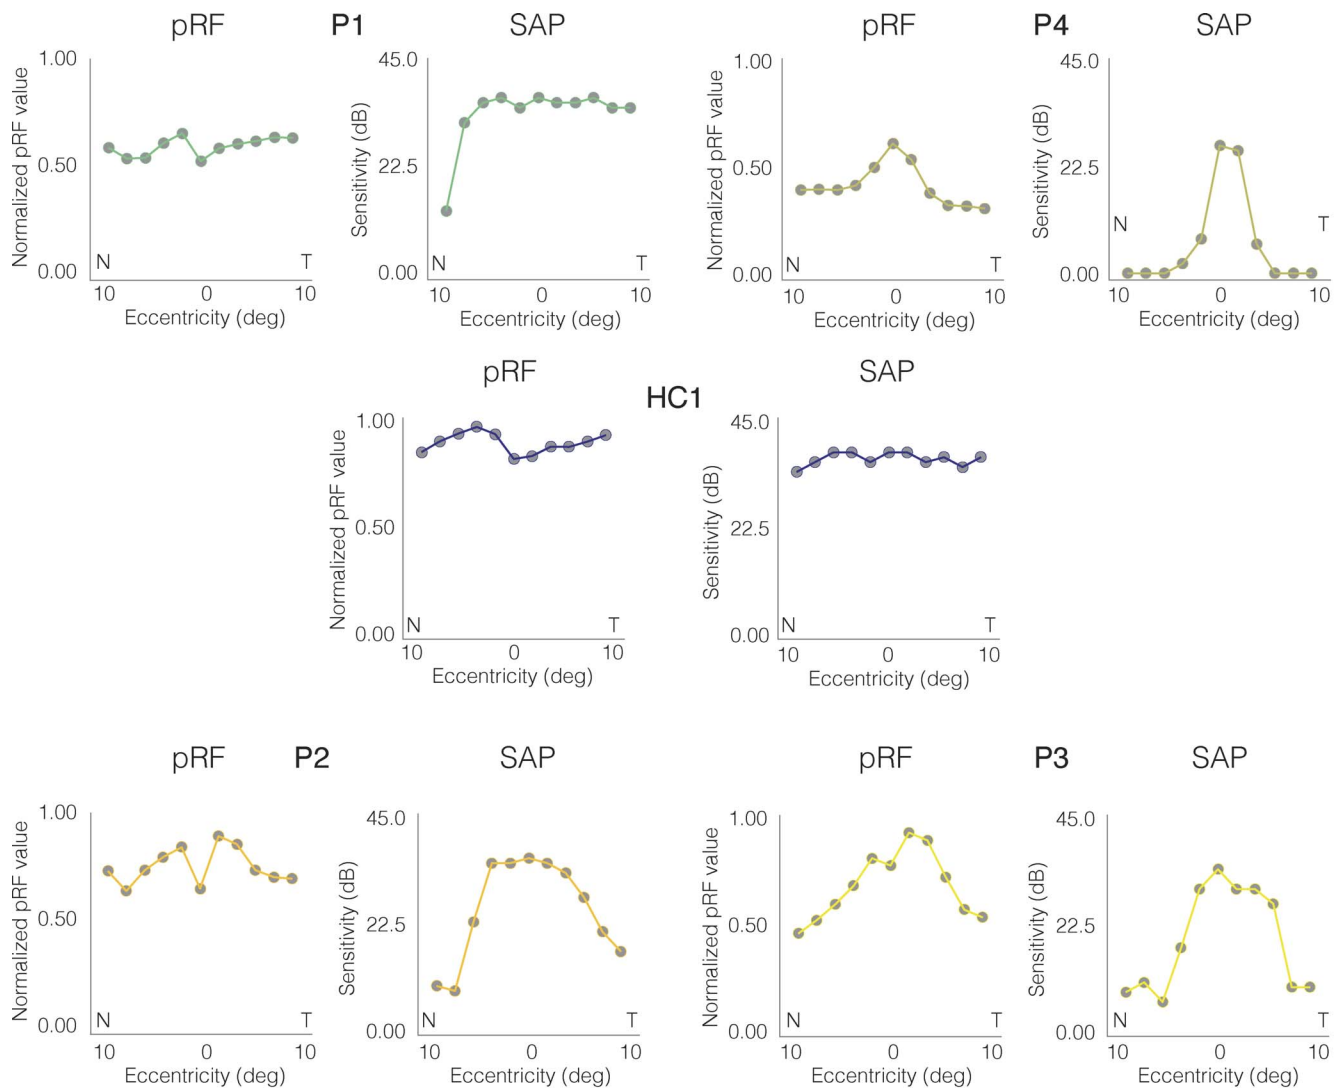 pRF P1 SAP
1.00
0.50
0.00
Normalized pRF value
N T
10 0 10
Eccentricity (deg)
45.0
22.5
0.00
Sensitivity (dB)
N T
10 0 10
Eccentricity (deg)
pRF P4 SAP
1.00
0.50
0.00
Normalized pRF value
N T
10 0 10
Eccentricity (deg)
45.0
22.5
0.00
Sensitivity (dB)
N T
10 0 10
Eccentricity (deg)
pRF HC1 SAP
1.00
0.50
0.00
Normalized pRF value
N T
10 0 10
Eccentricity (deg)
45.0
22.5
0.00
Sensitivity (dB)
N T
10 0 10
Eccentricity (deg)
pRF P2 SAP
1.00
0.50
0.00
Normalized pRF value
N T
10 0 10
Eccentricity (deg)
45.0
22.5
0.00
Sensitivity (dB)
N T
10 0 10
Eccentricity (deg)
pRF P3 SAP
1.00
0.50
0.00
Normalized pRF value
N T
10 0 10
Eccentricity (deg)
45.0
22.5
0.00
Sensitivity (dB)
N T
10 0 10
Eccentricity (deg)